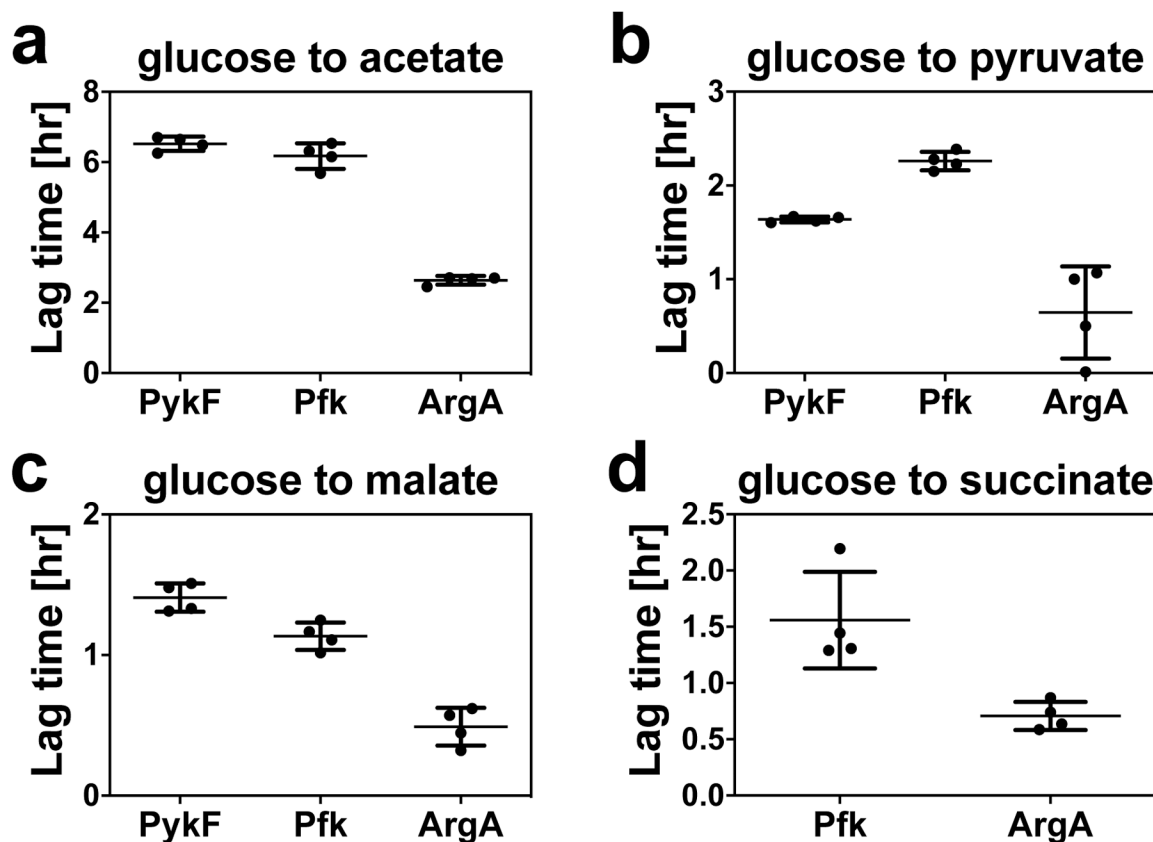 a
glucose to acetate
Lag time [hr]
8
6
4
2
0
PykF Pfk ArgA
b
glucose to pyruvate
Lag time [hr]
3
2
1
0
PykF Pfk ArgA
c
glucose to malate
Lag time [hr]
2
1
0
PykF Pfk ArgA
d
glucose to succinate
Lag time [hr]
2.5
2.0
1.5
1.0
0.5
0.0
Pfk ArgA